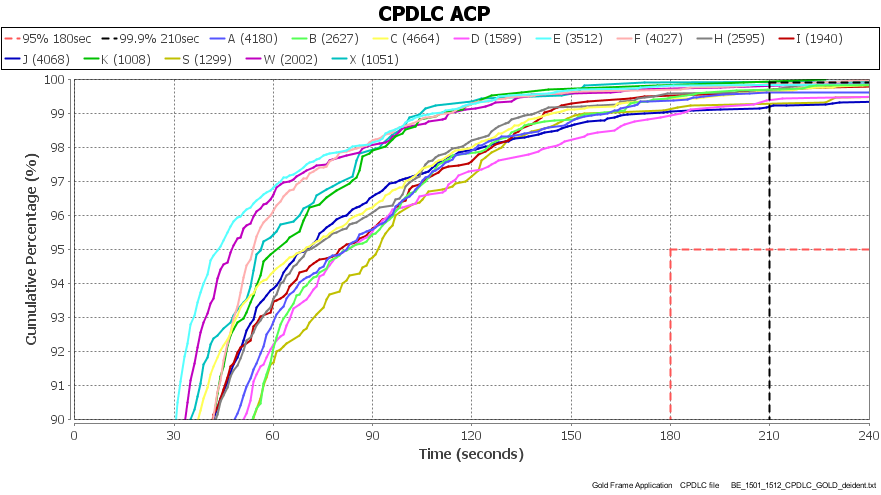 CPDLC ACP
95% 180sec 99.9% 210sec A (4180) B (2627) C (4664) D (1589) E (3512) F (4027) H (2595) I (1940)
J (4068) K (1008) S (1299) W (2002) X (1051)
Cumulative Percentage (%)
100
99
98
97
96
95
94
93
92
91
90
0 30 60 90 120 150 180 210 240
Time (seconds)
Gold Frame Application CPDLC file BE_1501_1512_CPDLC_GOLD_deident.txt